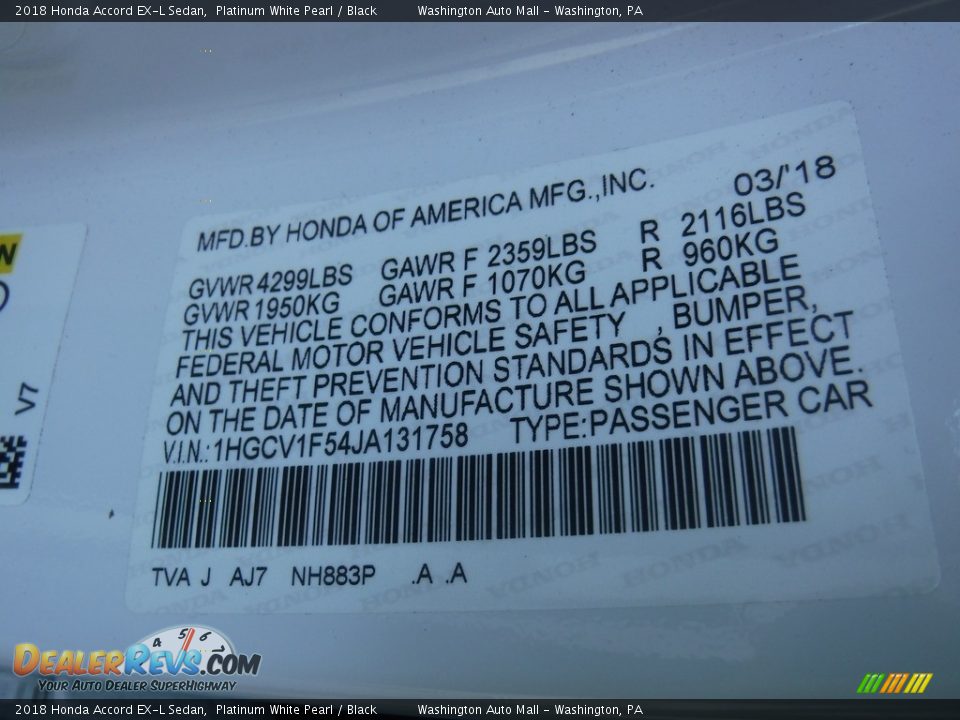 2018 Honda Accord EX-L Sedan, Platinum White Pearl / Black Washington Auto Mall - Washington, PA
MFD.BY HONDA OF AMERICA MFG.,INC. 03/'18
GVWR 4299LBS GAWR F 2359LBS R 2116LBS
GVWR 1950KG GAWR F 1070KG R 960KG
THIS VEHICLE CONFORMS TO ALL APPLICABLE
FEDERAL MOTOR VEHICLE SAFETY , BUMPER,
AND THEFT PREVENTION STANDARDS IN EFFECT
ON THE DATE OF MANUFACTURE SHOWN ABOVE.
V.I.N.:1HGCV1F54JA131758 TYPE:PASSENGER CAR
TVA J AJ7 NH883P .A .A
V7
4 5 6
DealerRevs.com
Your Auto Dealer SuperHighway
2018 Honda Accord EX-L Sedan, Platinum White Pearl / Black Washington Auto Mall - Washington, PA